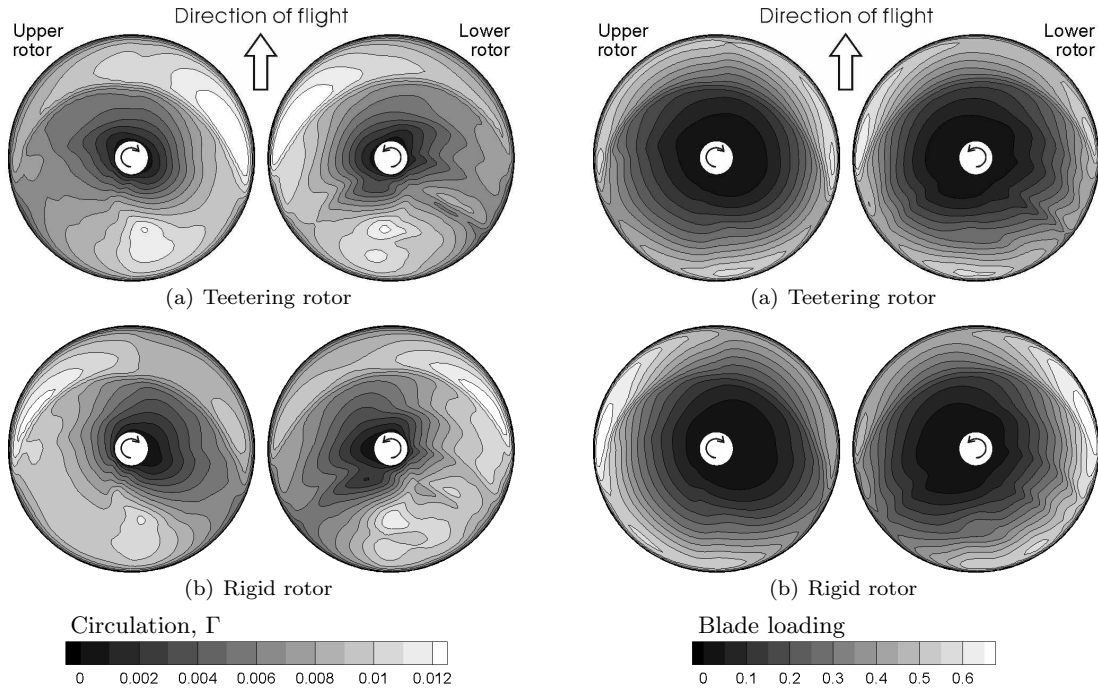 Direction of flight
Upper
rotor
Lower
rotor
(a) Teetering rotor
(b) Rigid rotor
Circulation, Γ
0 0.002 0.004 0.006 0.008 0.01 0.012
Direction of flight
Upper
rotor
Lower
rotor
(a) Teetering rotor
(b) Rigid rotor
Blade loading
0 0.1 0.2 0.3 0.4 0.5 0.6